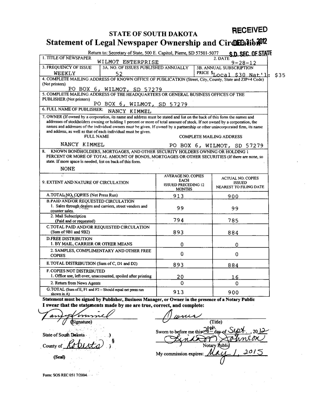 STATE OF SOUTH DAKOTA
RECEIVED
Statement of Legal Newspaper Ownership and Circulation
Return to: Secretary of State, 500 E. Capitol, Pierre, SD 57501-5077
S.D. SEC. OF STATE
1. TITLE OF NEWSPAPER
WILMOT ENTERPRISE
2. DATE
9-28-12
3. FREQUENCY OF ISSUE
WEEKLY
3A. NO. OF ISSUES PUBLISHED ANNUALLY
52
3B. ANNUAL SUBSCRIPTION
PRICE $
Local $30 Nat'l: $35
4. COMPLETE MAILING ADDRESS OF KNOWN OFFICE OF PUBLICATION (Street, City, County, State and ZIP+4 Code)
(Not printers)
PO BOX 6, WILMOT, SD 57279
5. COMPLETE MAILING ADDRESS OF THE HEADQUARTERS OR GENERAL BUSINESS OFFICES OF THE
PUBLISHER (Not printer)
PO BOX 6, WILMOT, SD 57279
6. FULL NAME OF PUBLISHER:
NANCY KIMMEL
7. OWNER (If owned by a corporation, its name and address must be stated and list on the back of this form the names and
addresses of stockholders owning or holding 1 percent or more of total amount of stock. If not owned by a corporation, the
names and addresses of the individual owners must be given. If owned by a partnership or other unincorporated firm, its name
and address, as well as that of each individual must be given.
FULL NAME
COMPLETE MAILING ADDRESS
NANCY KIMMEL
PO BOX 6, WILMOT, SD 57279
8. KNOWN BONDHOLDERS, MORTGAGES, AND OTHER SECURITY HOLDERS OWNING OR HOLDING 1
PERCENT OR MORE OF TOTAL AMOUNT OF BONDS, MORTGAGES OR OTHER SECURITIES (If there are none, so
state. If more space is needed, list on back of this form.
NONE
9. EXTENT AND NATURE OF CIRCULATION
AVERAGE NO. COPIES
EACH
ISSUED PRECEDING 12
MONTHS
ACTUAL NO. COPIES
ISSUED
NEAREST TO FILING DATE
A. TOTAL NO. COPIES (Net Press Run)
913
900
B. PAID AND/OR REQUESTED CIRCULATION
1. Sales through dealers and carriers, street vendors and
counter sales.
99
99
2. Mail Subscription
(Paid and or requested)
794
785
C. TOTAL PAID AND/OR REQUESTED CIRCULATION
(Sum of 9B1 and 9B2)
893
884
D. FREE DISTRIBUTION
1. BY MAIL, CARRIER OR OTHER MEANS
0
0
2. SAMPLES, COMPLIMENTARY AND OTHER FREE
COPIES
0
0
E. TOTAL DISTRIBUTION (Sum of C, D1 and D2)
893
884
F. COPIES NOT DISTRIBUTED
1. Office use, left over, unaccounted, spoiled after printing
20
16
2. Return from News Agents
0
0
G. TOTAL (Sum of E, F1 and F2 - Should equal net press run
shown in A)
913
900
Statement must be signed by Publisher, Business Manager, or Owner in the presence of a Notary Public
I swear that the statements made by me are true, correct, and complete:
(Signature)
Owner
(Title)
State of South Dakota )
County of Roberts ) §
(Seal)
Sworn to before me this 28th day of Sept. 2012
Notary Public
My commission expires: May 1, 2015
Form: SOS REC 051 7/2004